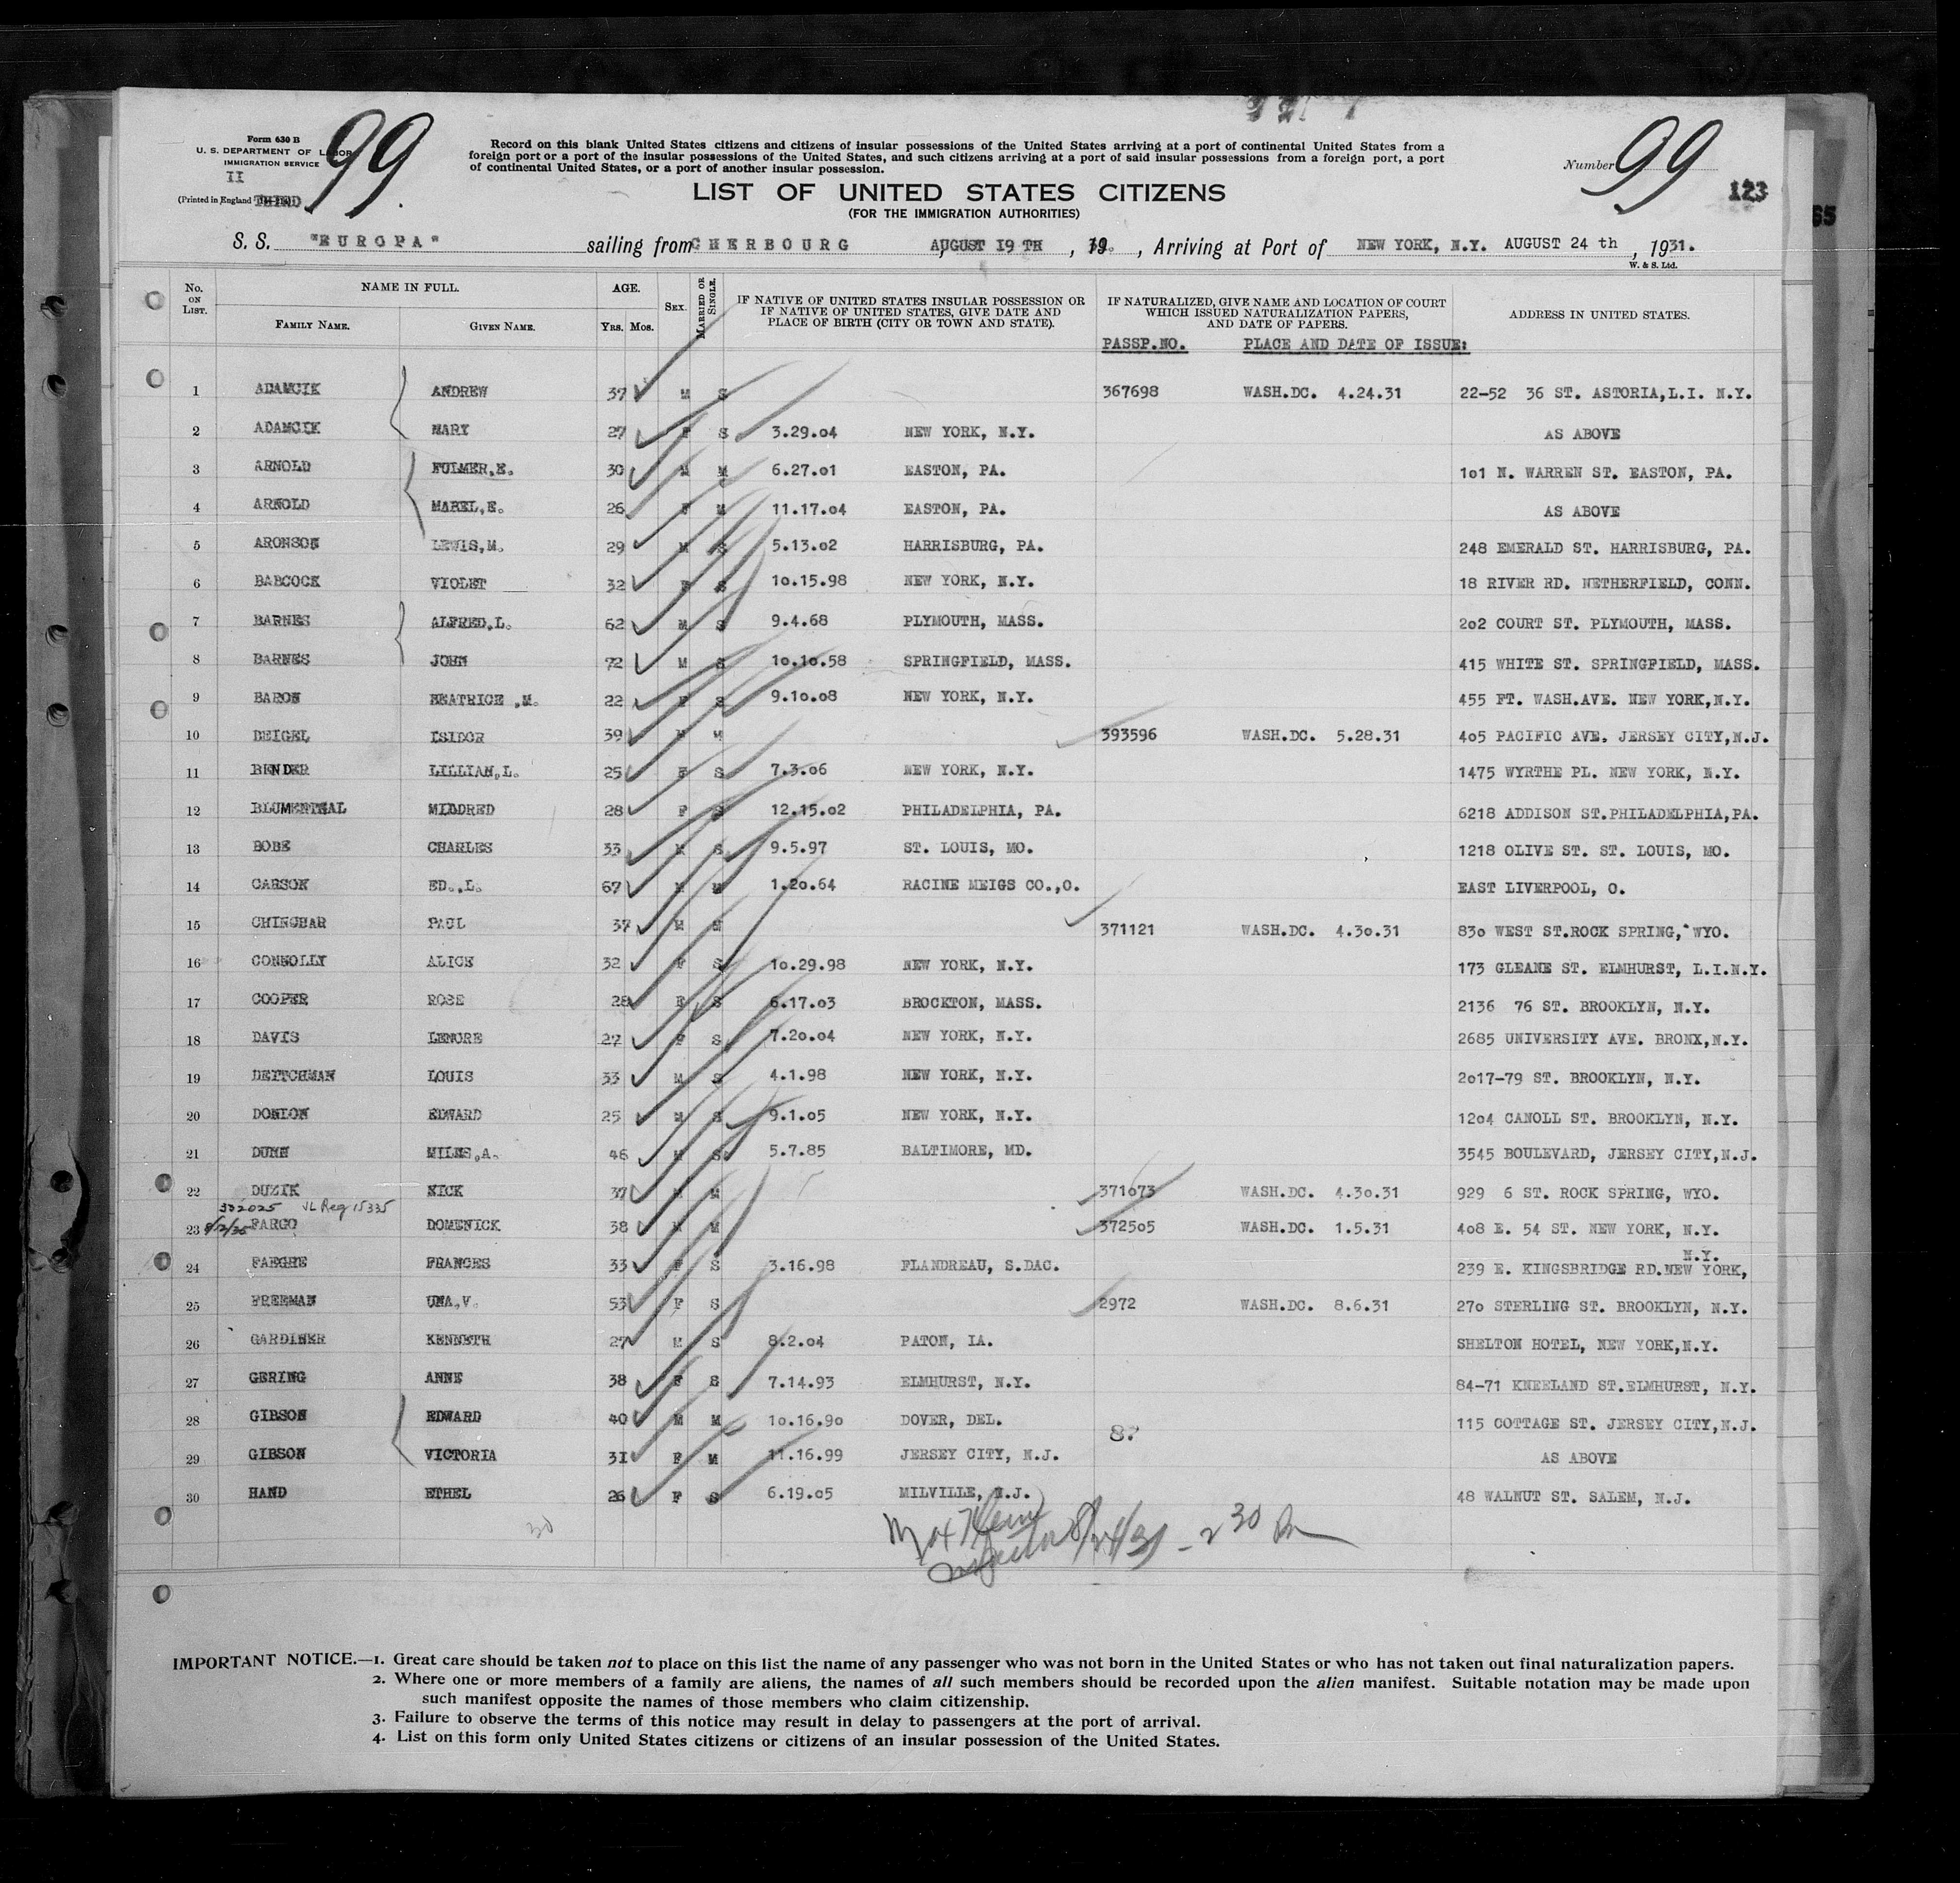 Form 630 B
U. S. DEPARTMENT OF LABOR
IMMIGRATION SERVICE
II
(Printed in England
99
Record on this blank United States citizens and citizens of insular possessions of the United States arriving at a port of continental United States from a
foreign port or a port of the insular possessions of the United States, and such citizens arriving at a port of said insular possessions from a foreign port, a port
of continental United States, or a port of another insular possession.
LIST OF UNITED STATES CITIZENS
(FOR THE IMMIGRATION AUTHORITIES)
Number 99
123
65
S. S. "EUROPA" sailing from CHERBOURG AUGUST 19 TH, 19 , Arriving at Port of NEW YORK, N.Y. AUGUST 24 th, 1931.
W. & S. Ltd.
No. ON LIST. NAME IN FULL. FAMILY NAME. GIVEN NAME. AGE. YRS. MOS. SEX. MARRIED OR SINGLE. IF NATIVE OF UNITED STATES INSULAR POSSESSION OR IF NATIVE OF UNITED STATES, GIVE DATE AND PLACE OF BIRTH (CITY OR TOWN AND STATE). IF NATURALIZED, GIVE NAME AND LOCATION OF COURT WHICH ISSUED NATURALIZATION PAPERS, AND DATE OF PAPERS. ADDRESS IN UNITED STATES.
PASSP.NO. PLACE AND DATE OF ISSUE:
1 ADAMCIK ANDREW 37 M S 367698 WASH.DC. 4.24.31 22-52 36 ST. ASTORIA,L.I. N.Y.
2 ADAMCIK MARY 27 F S 3.29.04 NEW YORK, N.Y. AS ABOVE
3 ARNOLD FULMER,E. 30 M M 6.27.01 EASTON, PA. 101 N. WARREN ST. EASTON, PA.
4 ARNOLD MABEL,E. 26 F M 11.17.04 EASTON, PA. AS ABOVE
5 ARONSON LEWIS,M. 29 M S 5.13.02 HARRISBURG, PA. 248 EMERALD ST. HARRISBURG, PA.
6 BABCOCK VIOLET 32 F S 10.15.98 NEW YORK, N.Y. 18 RIVER RD. NETHERFIELD, CONN.
7 BARNES ALFRED,L. 62 M S 9.4.68 PLYMOUTH, MASS. 202 COURT ST. PLYMOUTH, MASS.
8 BARNES JOHN 72 M S 10.10.58 SPRINGFIELD, MASS. 415 WHITE ST. SPRINGFIELD, MASS.
9 BARON BEATRICE ,M. 22 F S 9.10.08 NEW YORK, N.Y. 455 FT. WASH.AVE. NEW YORK,N.Y.
10 BEIGEL ISIDOR 39 M M 393596 WASH.DC. 5.28.31 405 PACIFIC AVE. JERSEY CITY,N.J.
11 BENDER LILLIAN,L. 25 F S 7.3.06 NEW YORK, N.Y. 1475 WYRTHE PL. NEW YORK, N.Y.
12 BLUMENTHAL MILDRED 28 F S 12.15.02 PHILADELPHIA, PA. 6218 ADDISON ST.PHILADELPHIA,PA.
13 BOBE CHARLES 33 M S 9.5.97 ST. LOUIS, MO. 1218 OLIVE ST. ST. LOUIS, MO.
14 CARSON ED.,L. 67 M M 1.20.64 RACINE MEIGS CO.,O. EAST LIVERPOOL, O.
15 CHINCHAR PAUL 37 M M 371121 WASH.DC. 4.30.31 830 WEST ST.ROCK SPRING, WYO.
16 CONNOLLY ALICE 32 F S 10.29.98 NEW YORK, N.Y. 173 GLEANE ST. ELMHURST, L.I.N.Y.
17 COOPER ROSE 28 F S 6.17.03 BROCKTON, MASS. 2136 76 ST. BROOKLYN, N.Y.
18 DAVIS LENORE 27 F S 7.20.04 NEW YORK, N.Y. 2685 UNIVERSITY AVE. BRONX,N.Y.
19 DEITCHMAN LOUIS 33 M S 4.1.98 NEW YORK, N.Y. 2017-79 ST. BROOKLYN, N.Y.
20 DONION EDWARD 25 M S 9.1.05 NEW YORK, N.Y. 1204 CANOLL ST. BROOKLYN, N.Y.
21 DUNN MILES,A. 46 M S 5.7.85 BALTIMORE, MD. 3545 BOULEVARD, JERSEY CITY,N.J.
22 DUZIK NICK 37 M M 371673 WASH.DC. 4.30.31 929 6 ST. ROCK SPRING, WYO.
332025 VL Reg 15335
23 8/12/35 FARGO DOMENICK 38 M M 372505 WASH.DC. 1.5.31 408 E. 54 ST. NEW YORK, N.Y.
24 FAEGRE FRANCES 33 F S 3.16.98 FLANDREAU, S.DAC. 239 E. KINGSBRIDGE RD.NEW YORK, N.Y.
25 FREEMAN UNA,V. 53 F S 2972 WASH.DC. 8.6.31 270 STERLING ST. BROOKLYN, N.Y.
26 GARDINER KENNETH 27 M S 8.2.04 PATON, IA. SHELTON HOTEL, NEW YORK,N.Y.
27 GERING ANNE 38 F S 7.14.93 ELMHURST, N.Y. 84-71 KNEELAND ST.ELMHURST, N.Y.
28 GIBSON EDWARD 40 M M 10.16.90 DOVER, DEL. 115 COTTAGE ST. JERSEY CITY,N.J.
29 GIBSON VICTORIA 31 F M 11.16.99 JERSEY CITY, N.J. AS ABOVE
30 HAND ETHEL 26 F S 6.19.05 MILVILLE, N.J. 48 WALNUT ST. SALEM, N.J.
30
8/24/31 - 2 30
IMPORTANT NOTICE.—1. Great care should be taken not to place on this list the name of any passenger who was not born in the United States or who has not taken out final naturalization papers.
2. Where one or more members of a family are aliens, the names of all such members should be recorded upon the alien manifest. Suitable notation may be made upon
such manifest opposite the names of those members who claim citizenship.
3. Failure to observe the terms of this notice may result in delay to passengers at the port of arrival.
4. List on this form only United States citizens or citizens of an insular possession of the United States.